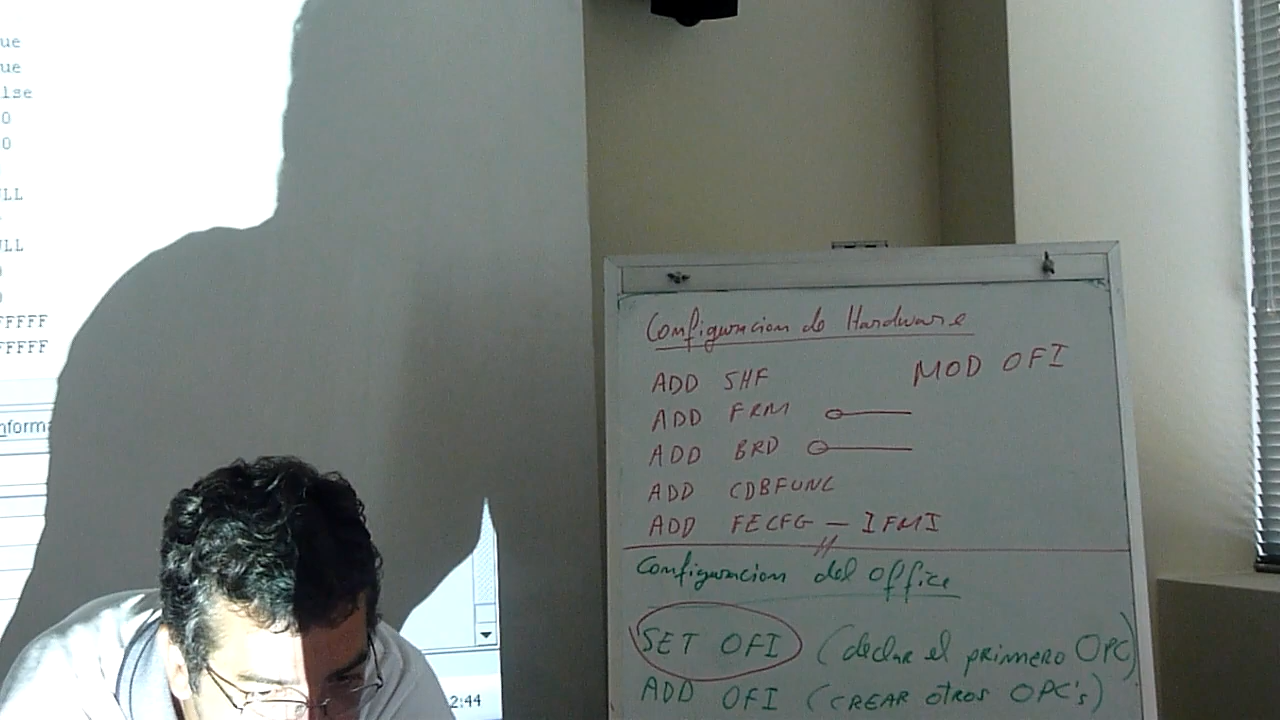 ue
ue
lse
0
0
ULL
ULL
FFFFF
FFFFF
nforma
2:44
Configuracion de Hardware
ADD SHF MOD OFI
ADD FRM
ADD BRD
ADD CDBFUNC
ADD FECFG — IFMI
Configuracion del office
SET OFI (declar el primero OPC)
ADD OFI (CREAR otros OPC's)